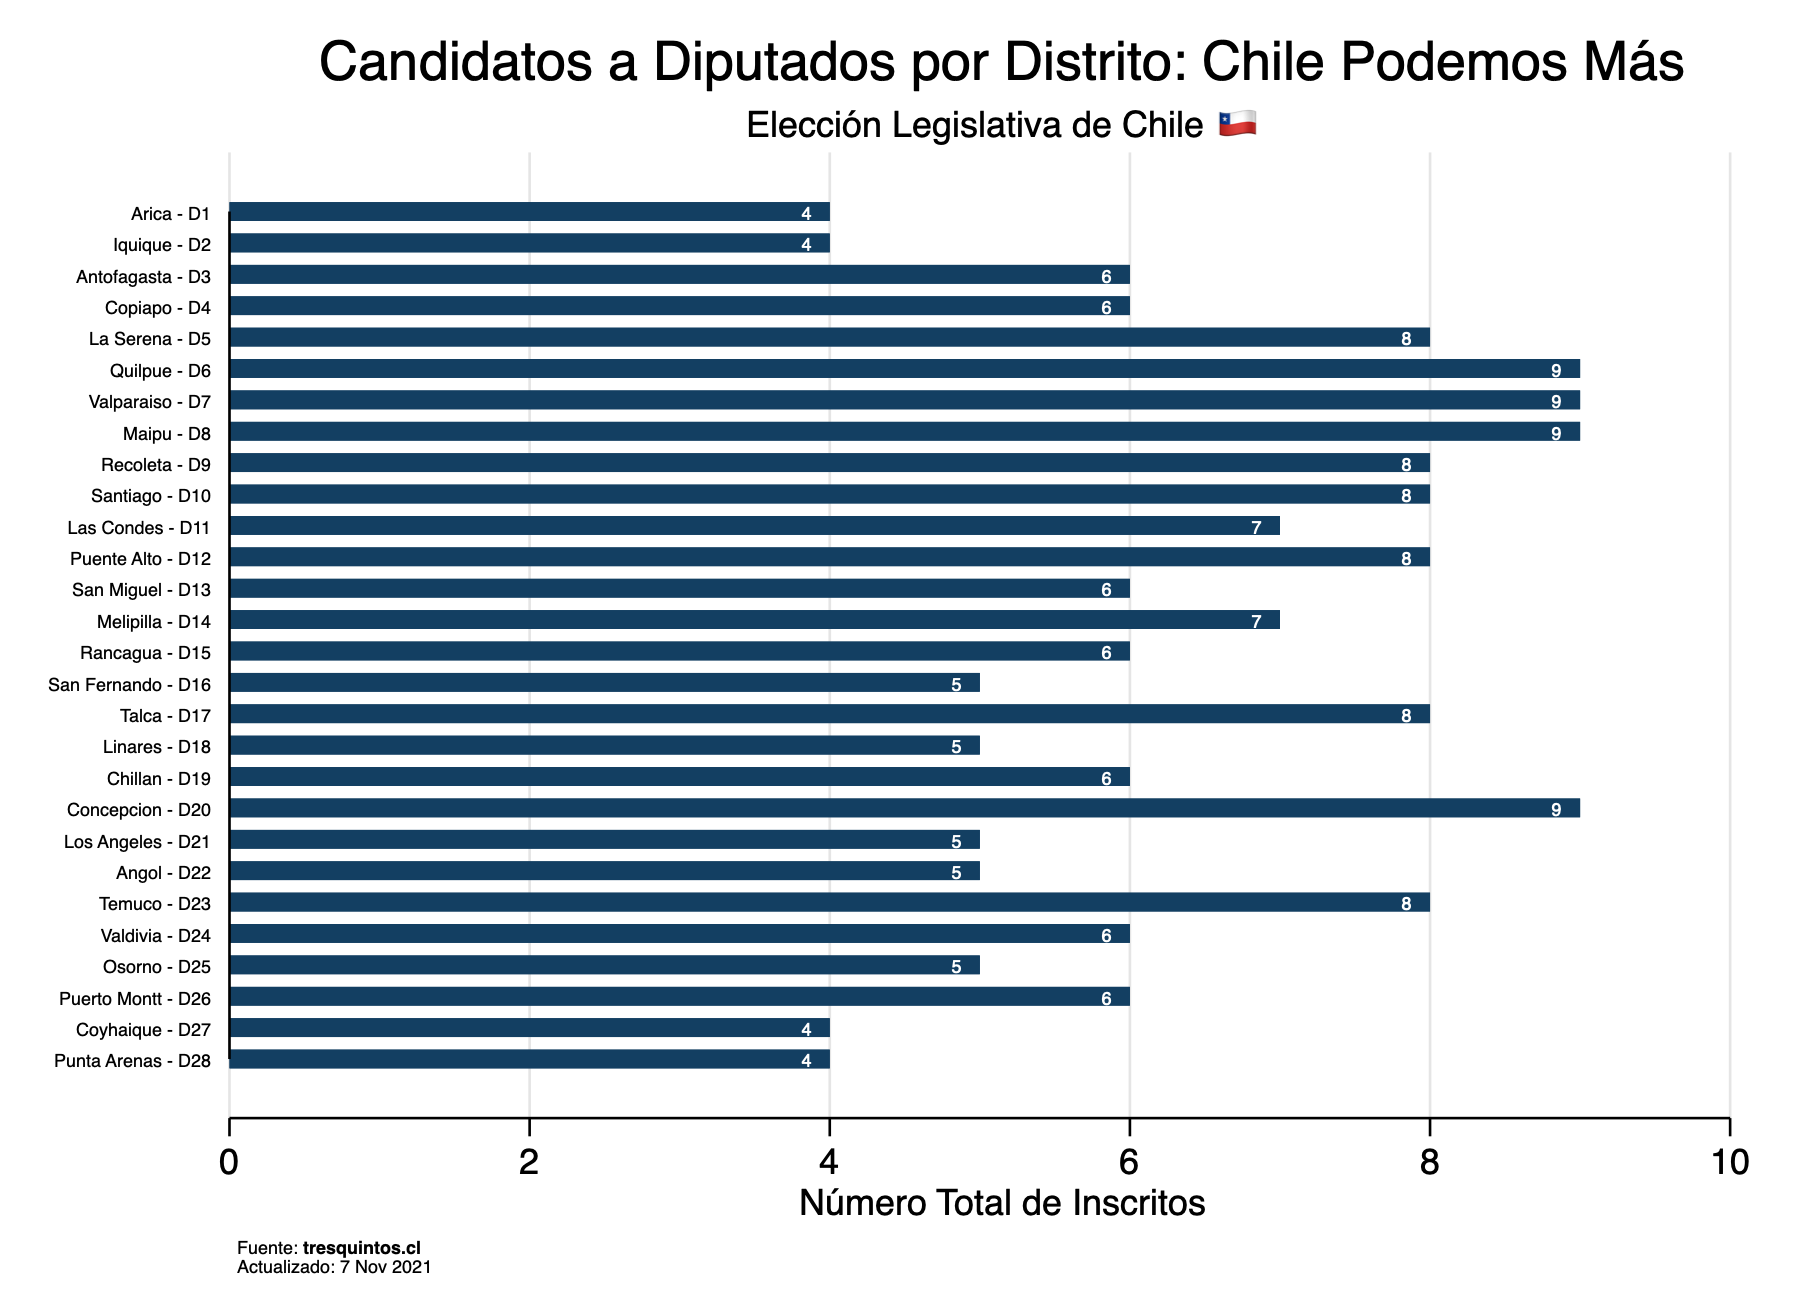 Candidatos a Diputados por Distrito: Chile Podemos Más
Elección Legislativa de Chile 🇨🇱
Arica - D1 4
Iquique - D2 4
Antofagasta - D3 6
Copiapo - D4 6
La Serena - D5 8
Quilpue - D6 9
Valparaiso - D7 9
Maipu - D8 9
Recoleta - D9 8
Santiago - D10 8
Las Condes - D11 7
Puente Alto - D12 8
San Miguel - D13 6
Melipilla - D14 7
Rancagua - D15 6
San Fernando - D16 5
Talca - D17 8
Linares - D18 5
Chillan - D19 6
Concepcion - D20 9
Los Angeles - D21 5
Angol - D22 5
Temuco - D23 8
Valdivia - D24 6
Osorno - D25 5
Puerto Montt - D26 6
Coyhaique - D27 4
Punta Arenas - D28 4
0 2 4 6 8 10
Número Total de Inscritos
Fuente: tresquintos.cl
Actualizado: 7 Nov 2021